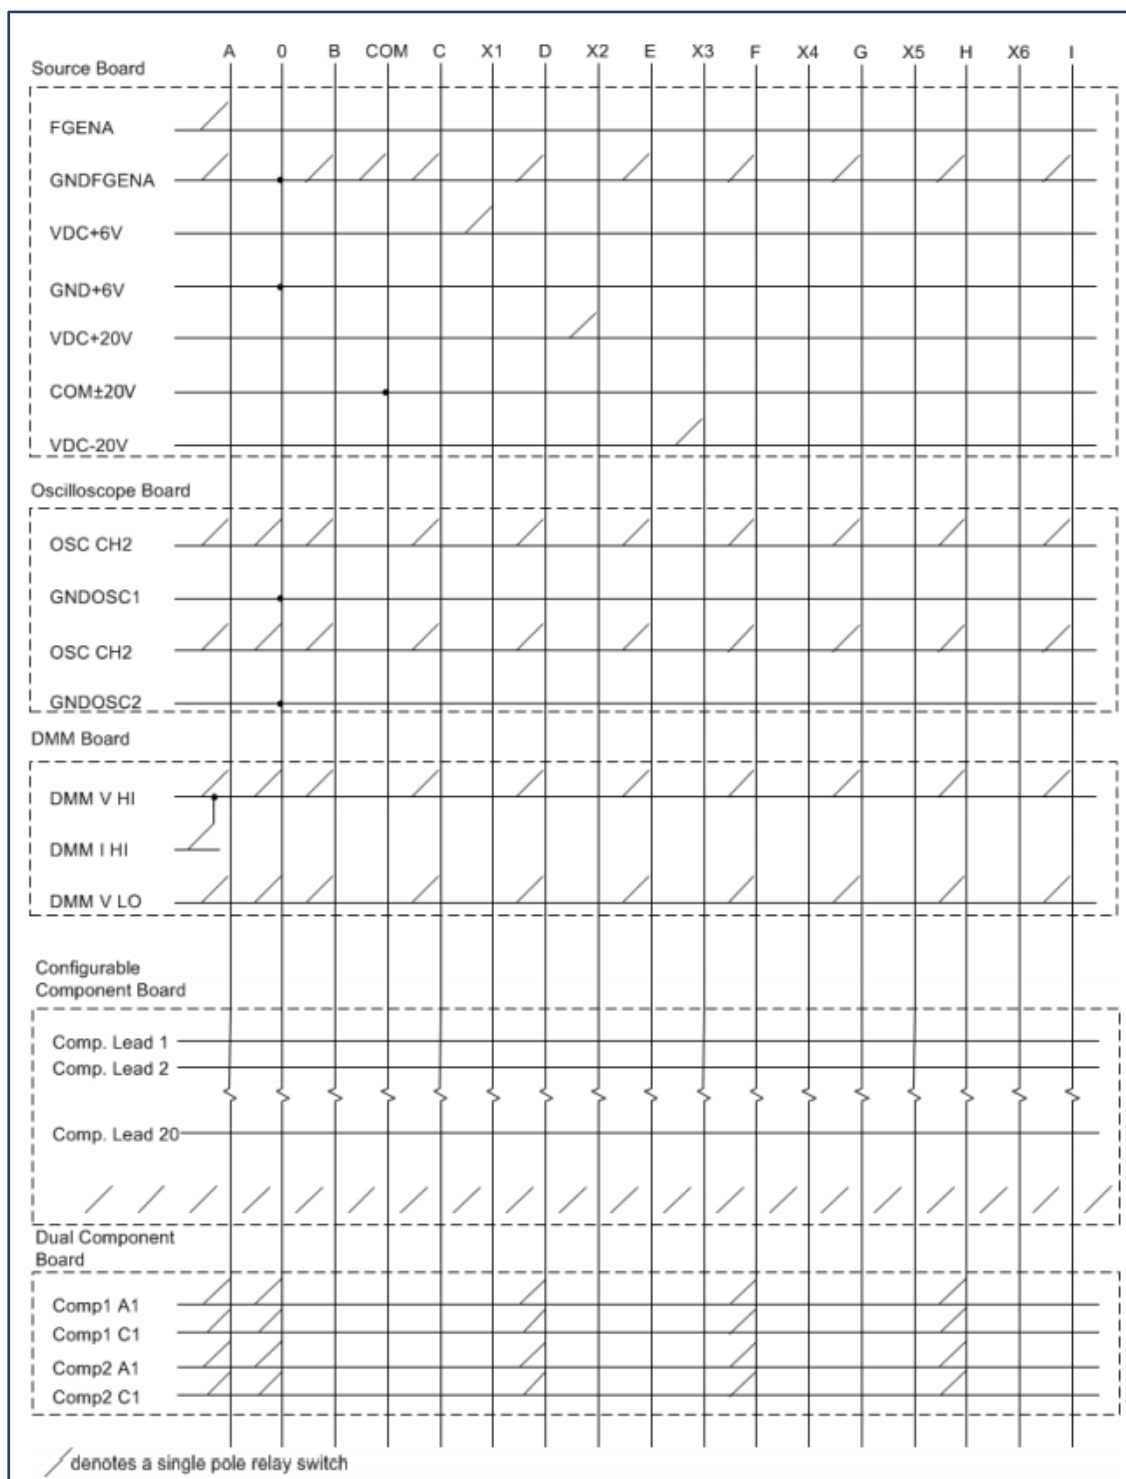 A 0 B COM C X1 D X2 E X3 F X4 G X5 H X6 I
Source Board
FGENA
GNDFGENA
VDC+6V
GND+6V
VDC+20V
COM±20V
VDC-20V
Oscilloscope Board
OSC CH2
GNDOSC1
OSC CH2
GNDOSC2
DMM Board
DMM V HI
DMM I HI
DMM V LO
Configurable
Component Board
Comp. Lead 1
Comp. Lead 2
Comp. Lead 20
Dual Component
Board
Comp1 A1
Comp1 C1
Comp2 A1
Comp2 C1
denotes a single pole relay switch